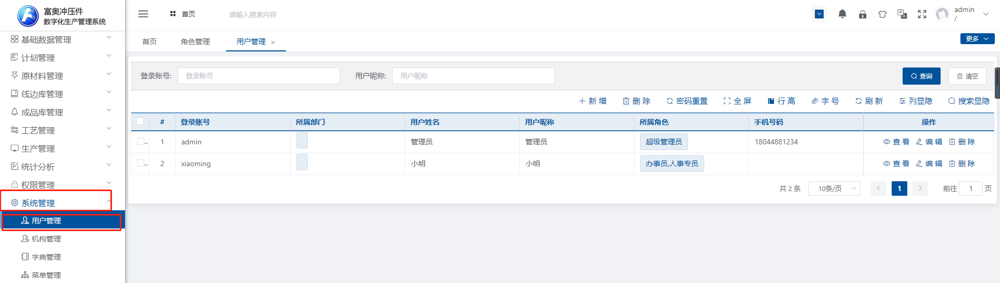 富奥冲压件
数字化生产管理系统
首页
请输入搜索内容
admin
/
首页 角色管理 用户管理 ×
更多
基础数据管理
计划管理
原材料管理
线边库管理
成品库管理
工艺管理
生产管理
统计分析
权限管理
系统管理
用户管理
机构管理
字典管理
菜单管理
登录账号: 登录账号 用户昵称: 用户昵称 查询 清空
新 增 删 除 密码重置 全 屏 行 高 字 号 刷 新 列显隐 搜索显隐
# 登录账号 所属部门 用户姓名 用户昵称 所属角色 手机号码 操作
.. 1 admin 管理员 管理员 超级管理员 18044881234 查 看 编 辑 删 除
.. 2 xiaoming 小明 小明 办事员,人事专员 查 看 编 辑 删 除
共 2 条 10条/页 < 1 > 前往 1 页